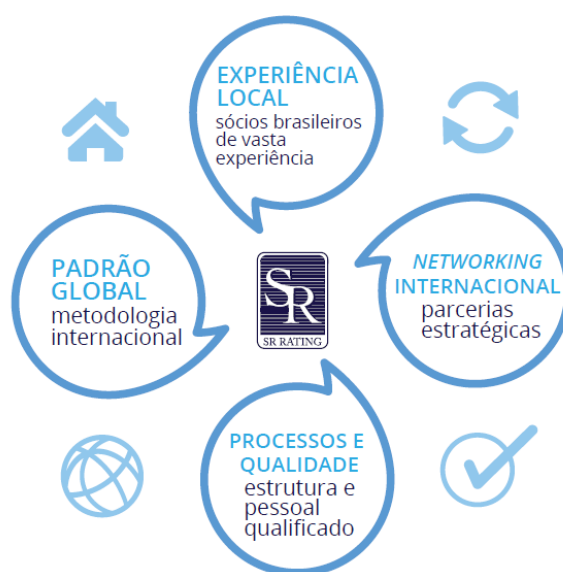 EXPERIÊNCIA
LOCAL
sócios brasileiros
de vasta
experiência
PADRÃO
GLOBAL
metodologia
internacional
SR
SR RATING
NETWORKING
INTERNACIONAL
parcerias
estratégicas
PROCESSOS E
QUALIDADE
estrutura e
pessoal
qualificado